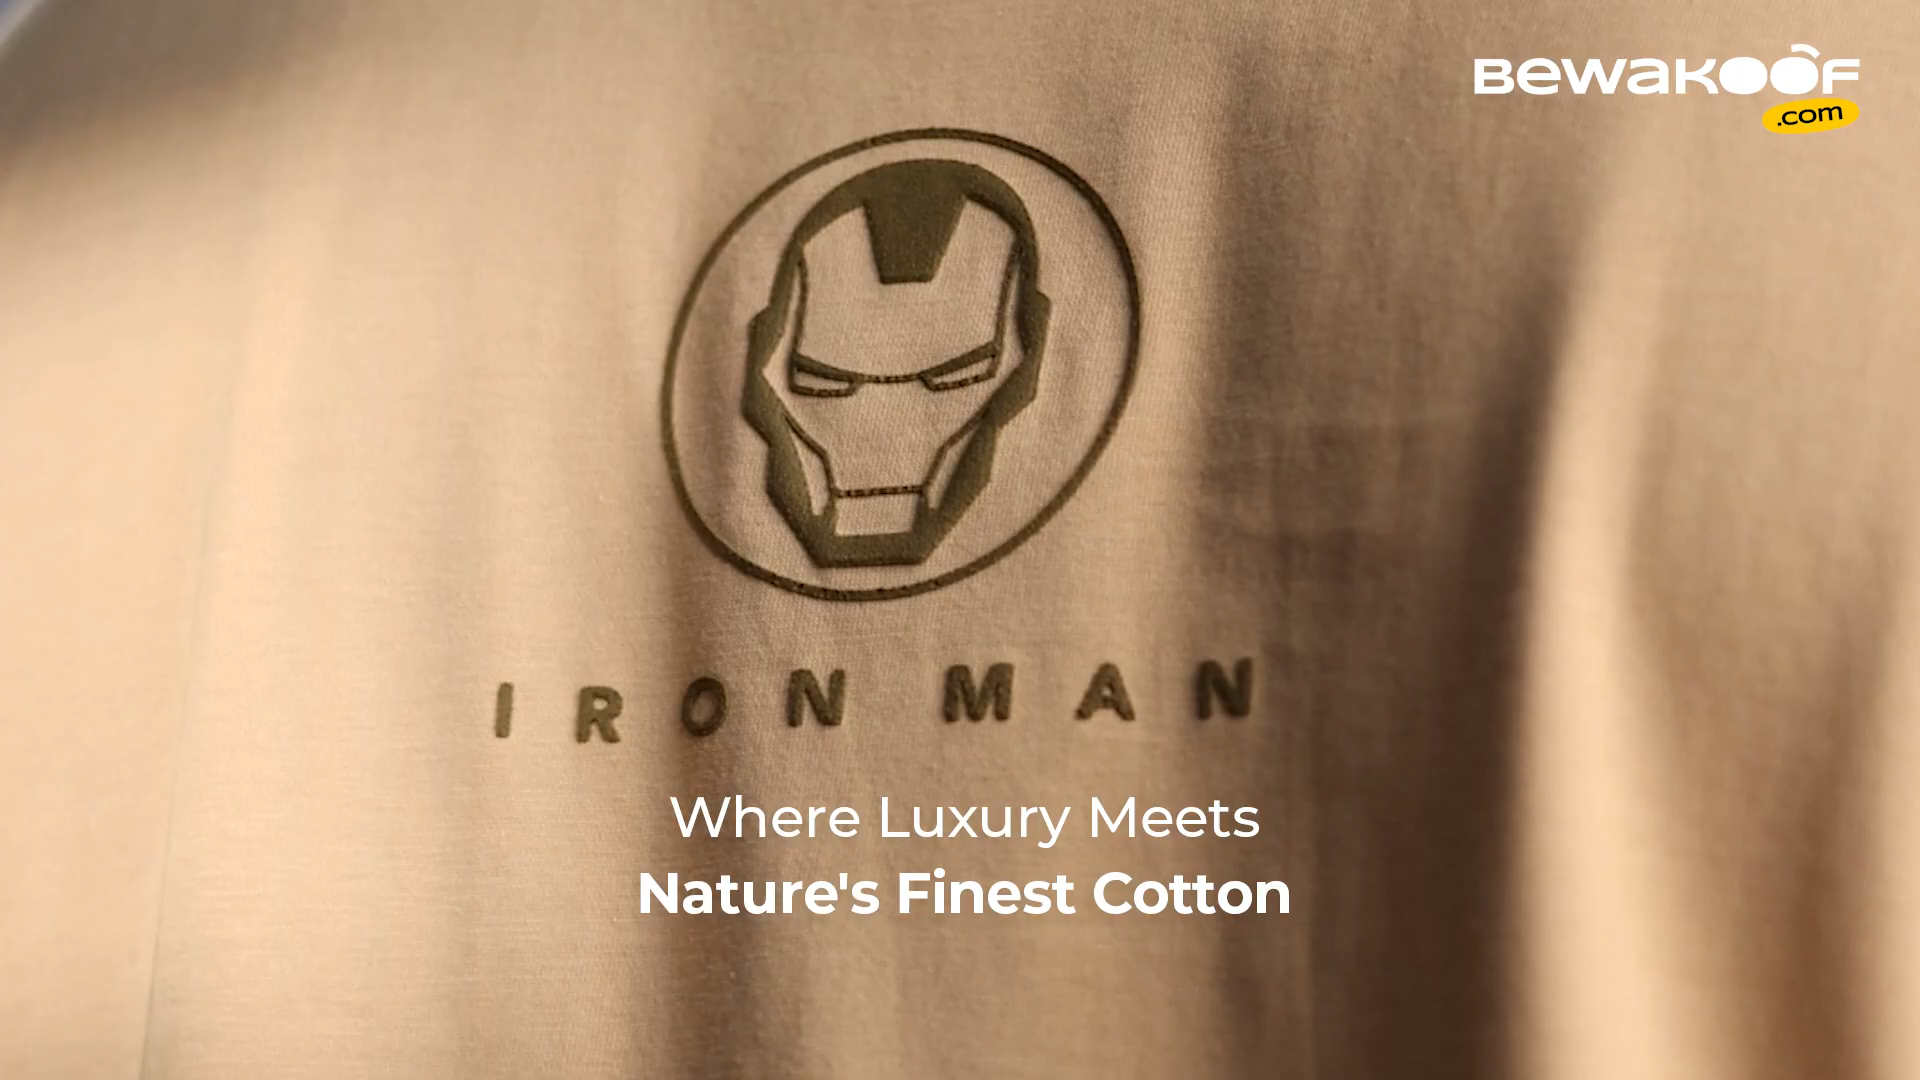 BEWAKOOF
.com
IRON MAN
Where Luxury Meets
Nature's Finest Cotton